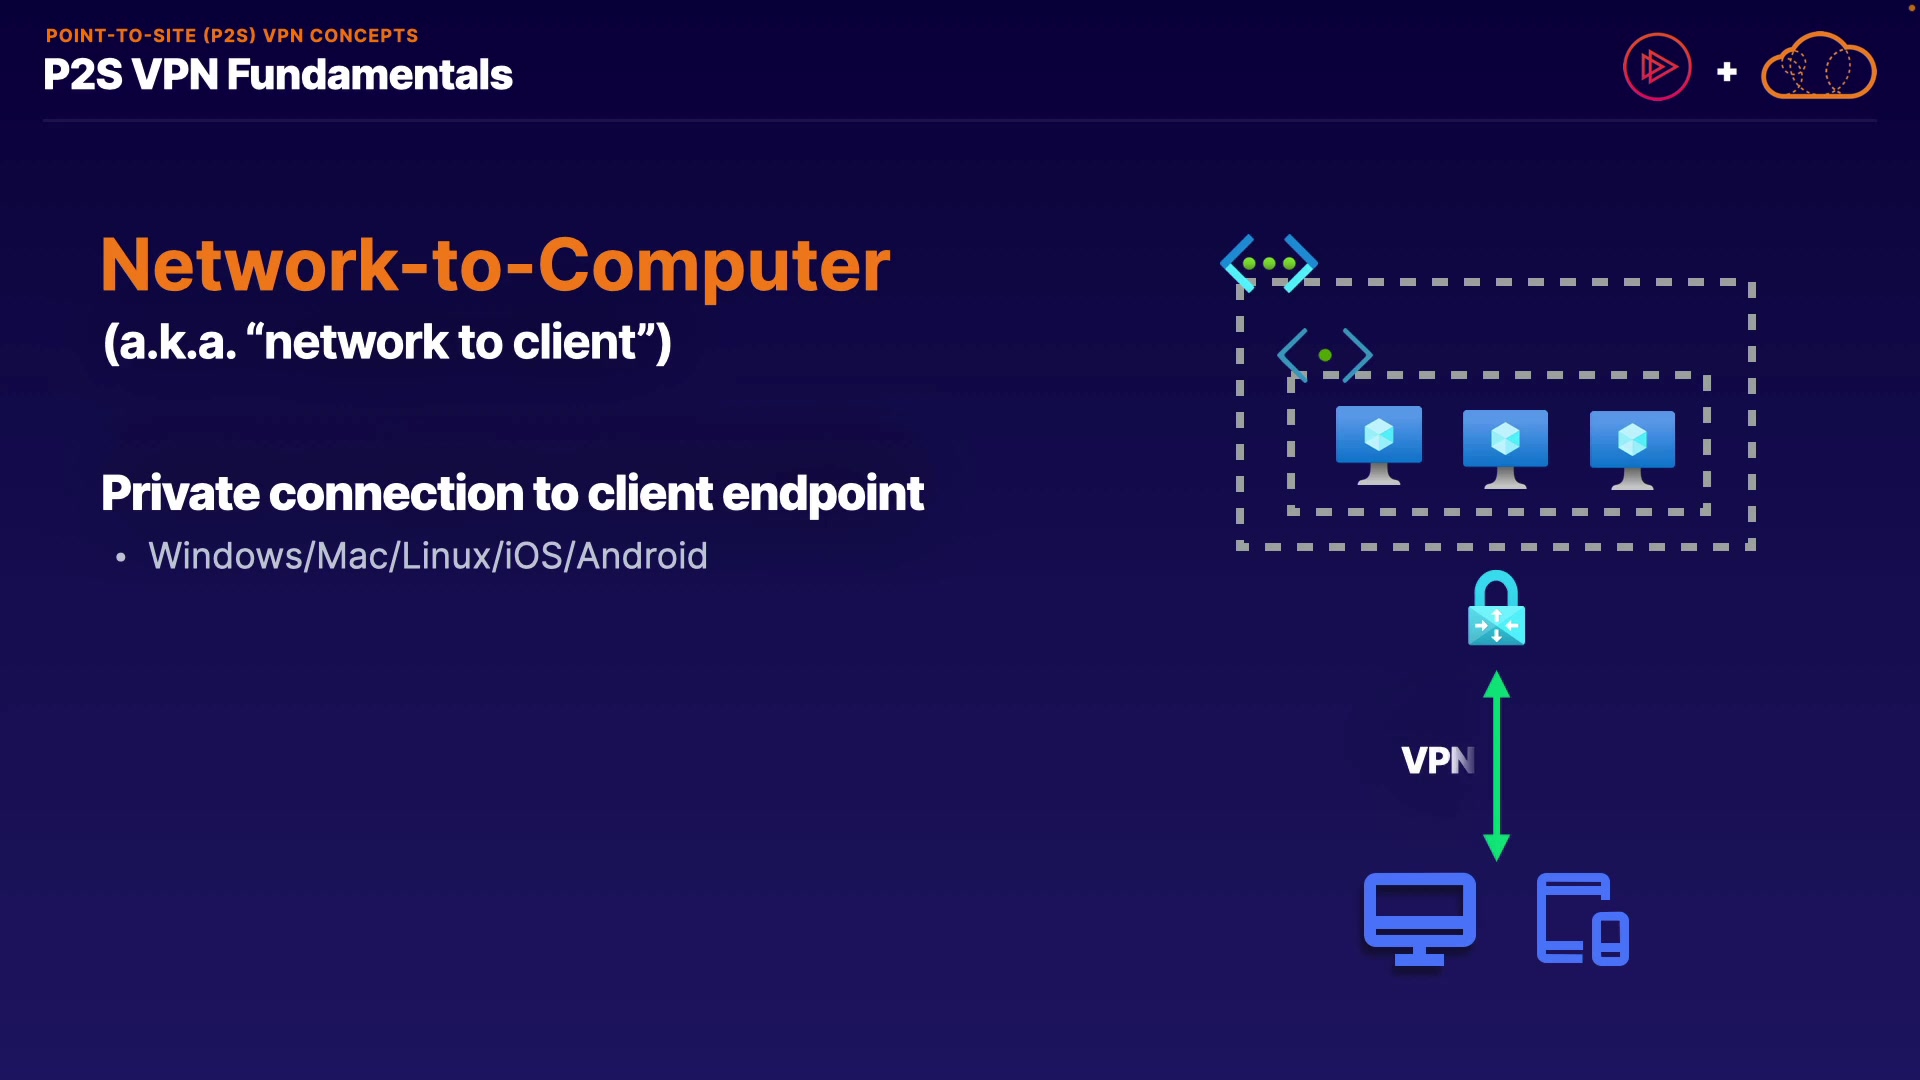 POINT-TO-SITE (P2S) VPN CONCEPTS
P2S VPN Fundamentals
Network-to-Computer
(a.k.a. “network to client”)
Private connection to client endpoint
• Windows/Mac/Linux/iOS/Android
VPN